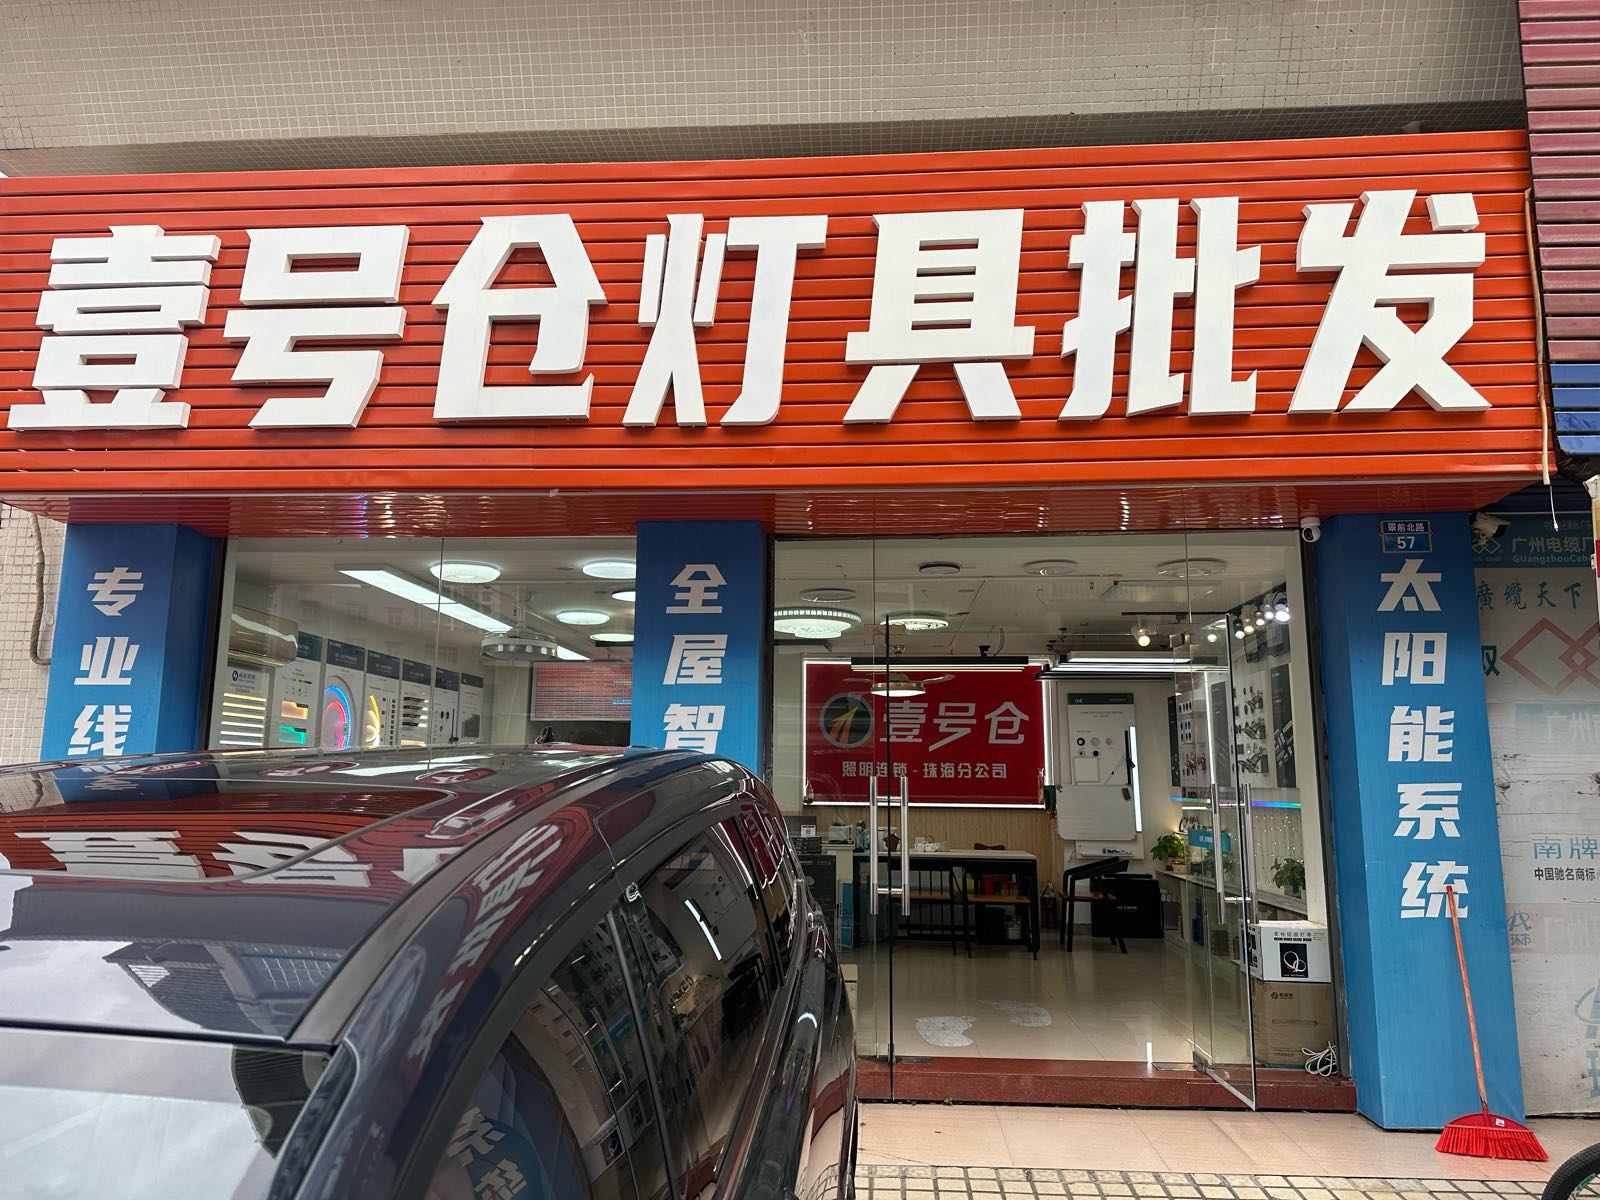 壹号仓灯具批发
专业线
全屋智
翠前北路
57
太阳能系统
壹号仓
照明连锁-珠海分公司
广州电缆厂
GUangzhouCab
廣纜天下
南牌
中国驰名商标